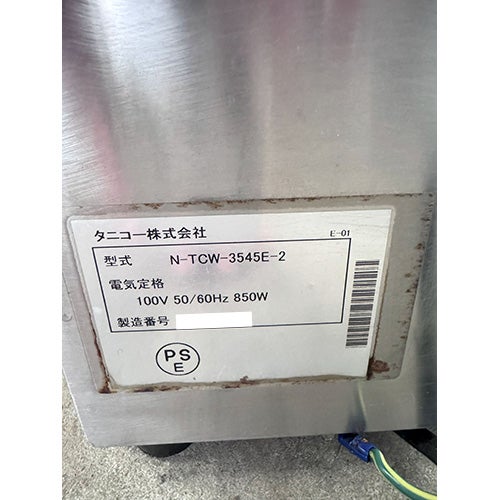 タニコー株式会社
E-01
型式 N-TCW-3545E-2
電気定格
100V 50/60Hz 850W
製造番号
PS
E